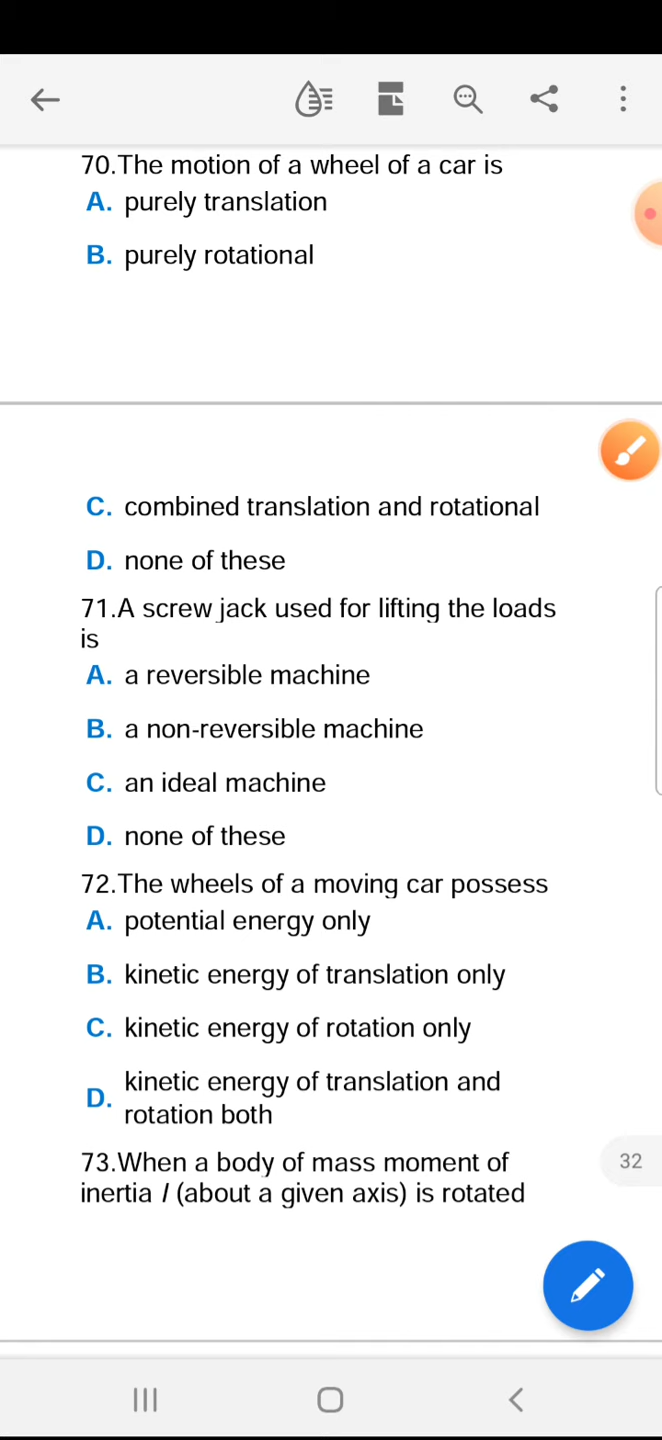 70.The motion of a wheel of a car is
A. purely translation
B. purely rotational
C. combined translation and rotational
D. none of these
71.A screw jack used for lifting the loads
is
A. a reversible machine
B. a non-reversible machine
C. an ideal machine
D. none of these
72.The wheels of a moving car possess
A. potential energy only
B. kinetic energy of translation only
C. kinetic energy of rotation only
D. kinetic energy of translation and
rotation both
73.When a body of mass moment of
inertia I (about a given axis) is rotated
32